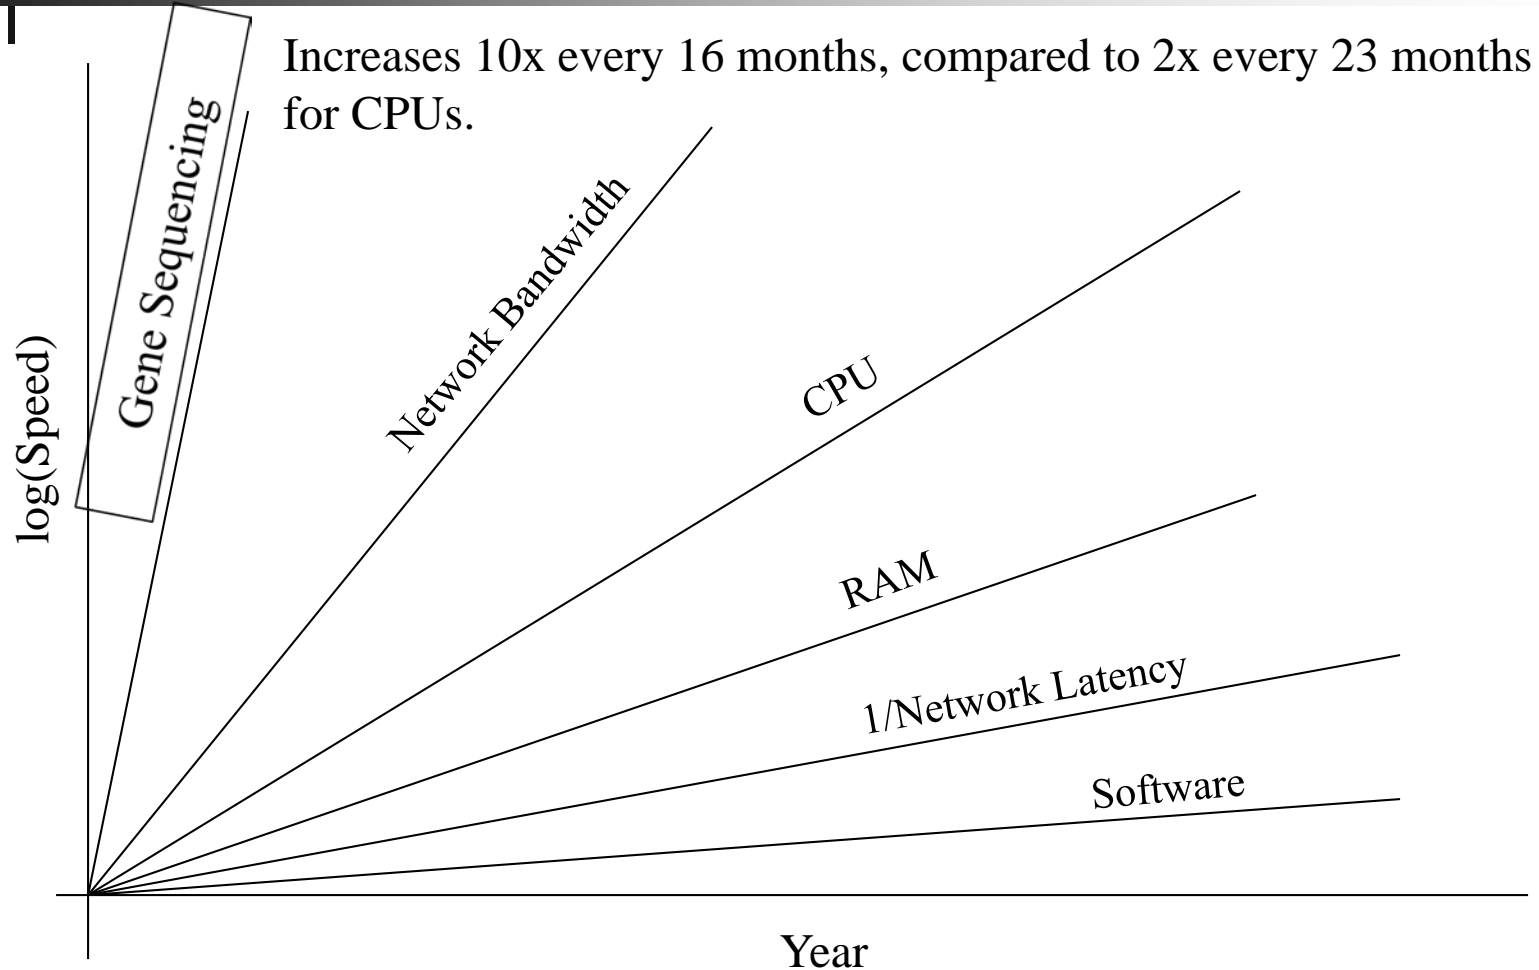 Increases 10x every 16 months, compared to 2x every 23 months
for CPUs.
Gene Sequencing
Network Bandwidth
CPU
log(Speed)
RAM
1/Network Latency
Software
Year